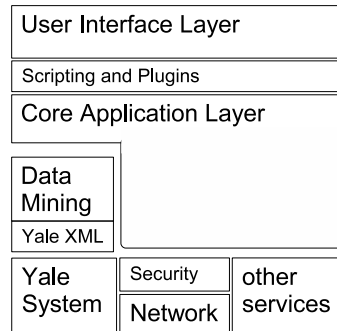 User Interface Layer
Scripting and Plugins
Core Application Layer
Data
Mining
Yale XML
Yale
System
Security
Network
other
services